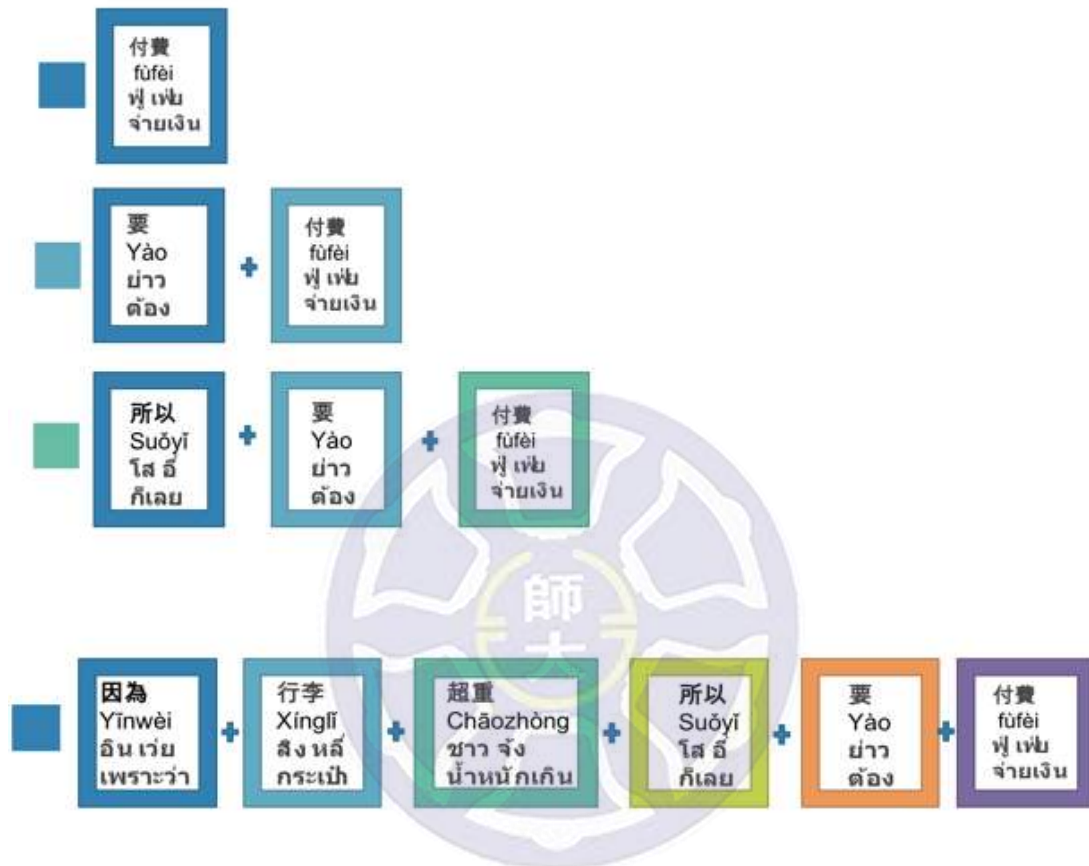 付費
fùfèi
ฟู่ เฟ่ย
จ่ายเงิน
要
Yào
ย่าว
ต้อง
付費
fùfèi
ฟู่ เฟ่ย
จ่ายเงิน
所以
Suǒyǐ
โส อี่
ก็เลย
要
Yào
ย่าว
ต้อง
付費
fùfèi
ฟู่ เฟ่ย
จ่ายเงิน
師大
因為
Yīnwèi
อิน เว่ย
เพราะว่า
行李
Xínglǐ
สิง หลี่
กระเป๋า
超重
Chāozhòng
ชาว จ้ง
น้ำหนักเกิน
所以
Suǒyǐ
โส อี่
ก็เลย
要
Yào
ย่าว
ต้อง
付費
fùfèi
ฟู่ เฟ่ย
จ่ายเงิน